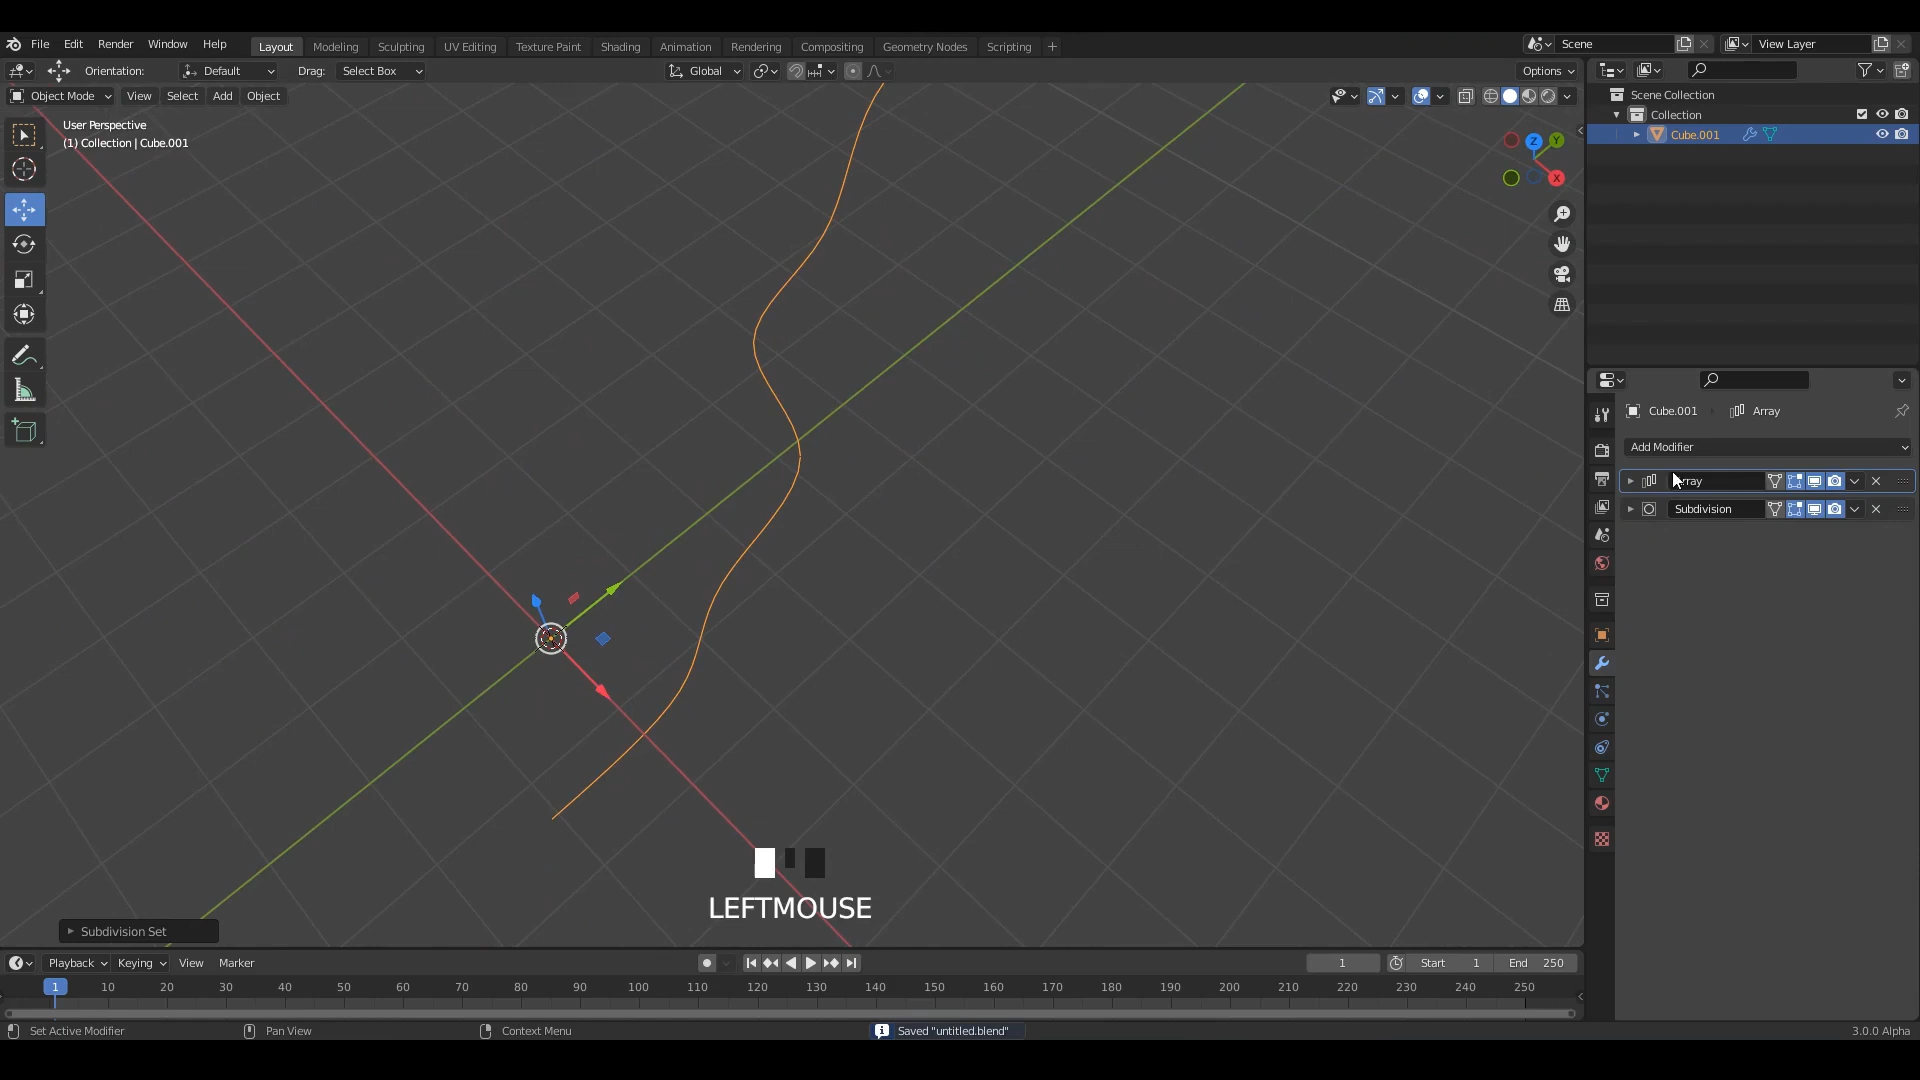 File Edit Render Window Help Layout Modeling Sculpting UV Editing Texture Paint Shading Animation Rendering Compositing Geometry Nodes Scripting + Scene View Layer
Orientation: Default Drag: Select Box Global Options
Object Mode View Select Add Object
Scene Collection
Collection
Cube.001
User Perspective
(1) Collection | Cube.001
Z Y
X
Cube.001 Array
Add Modifier
Subdivision
LEFTMOUSE
Subdivision Set
Playback Keying View Marker 1 Start 1 End 250
1 10 20 30 40 50 60 70 80 90 100 110 120 130 140 150 160 170 180 190 200 210 220 230 240 250
Set Active Modifier Pan View Context Menu Saved "untitled.blend" 3.0.0 Alpha